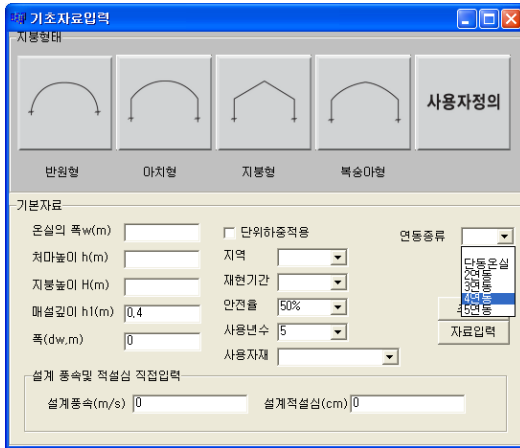 기초자료입력
지붕형태
사용자정의
반원형 아치형 지붕형 복숭아형
기본자료
온실의 폭w(m) 단위하중적용 연동종류
처마높이 h(m) 지역 단동온실
2연동
지붕높이 H(m) 재현기간 3연동
4연동
매설깊이 h1(m) 0,4 안전율 50% 5연동
폭(dw,m) 0 사용년수 5 자료입력
사용자재
설계 풍속및 적설심 직접입력
설계풍속(m/s) 0 설계적설심(cm) 0